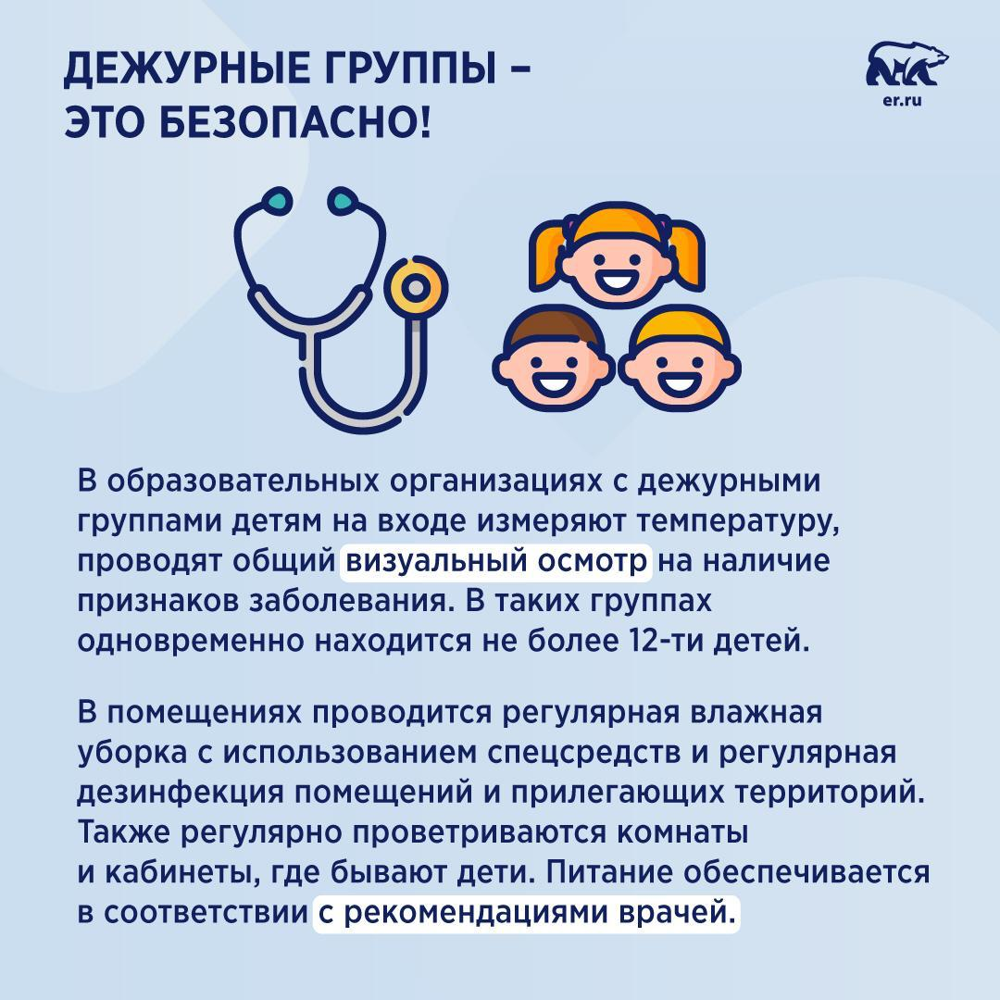 ДЕЖУРНЫЕ ГРУППЫ –
ЭТО БЕЗОПАСНО!
er.ru
В образовательных организациях с дежурными
группами детям на входе измеряют температуру,
проводят общий визуальный осмотр на наличие
признаков заболевания. В таких группах
одновременно находится не более 12-ти детей.
В помещениях проводится регулярная влажная
уборка с использованием спецсредств и регулярная
дезинфекция помещений и прилегающих территорий.
Также регулярно проветриваются комнаты
и кабинеты, где бывают дети. Питание обеспечивается
в соответствии с рекомендациями врачей.